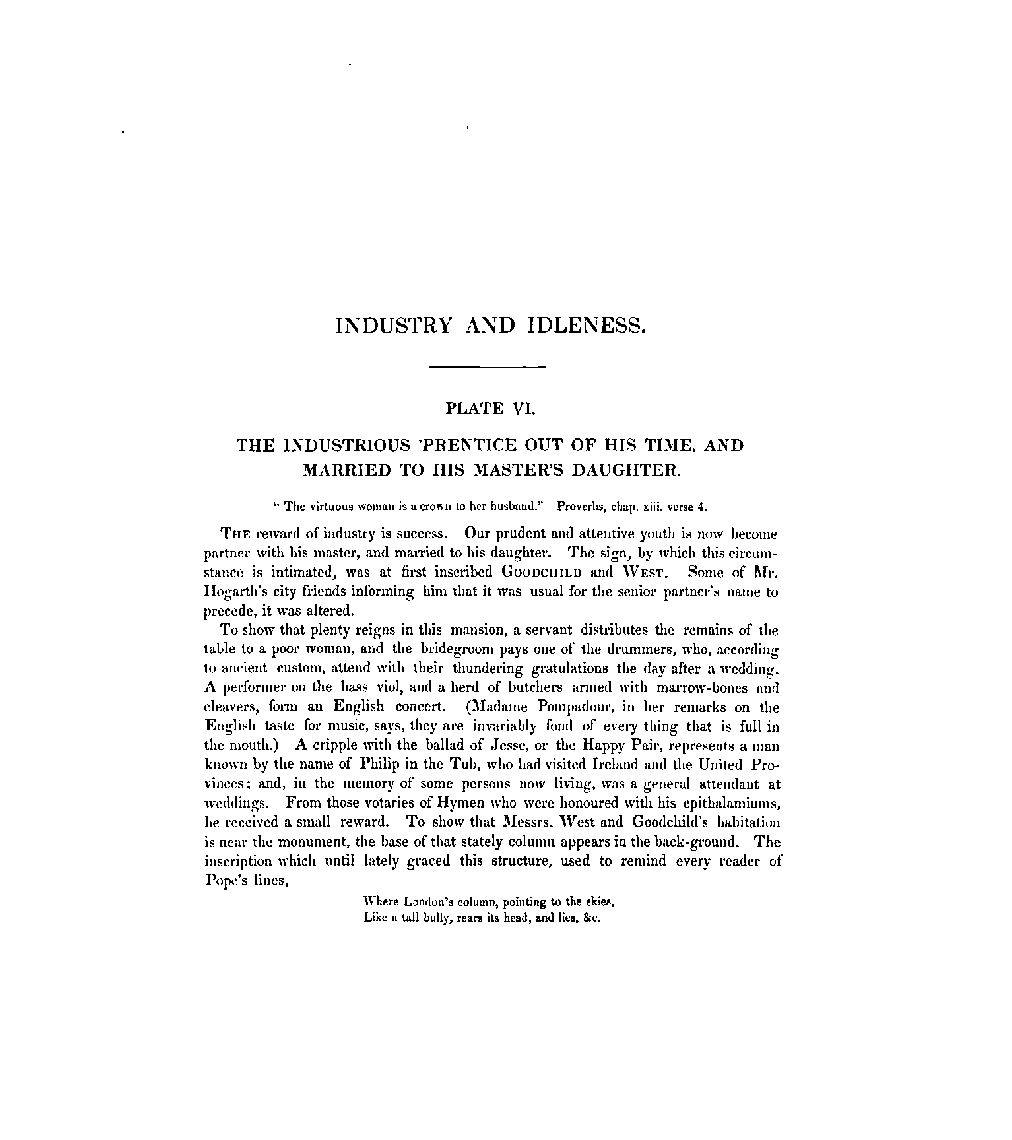 INDUSTRY AND IDLENESS.
PLATE VI.
THE INDUSTRIOUS 'PRENTICE OUT OF HIS TIME, AND
MARRIED TO HIS MASTER'S DAUGHTER.
" The virtuous woman is a crown to her husband." Proverbs, chap. xiii. verse 4.
THE reward of industry is success. Our prudent and attentive youth is now become
partner with his master, and married to his daughter. The sign, by which this circum-
stance is intimated, was at first inscribed GOODCHILD and WEST. Some of Mr.
Hogarth's city friends informing him that it was usual for the senior partner's name to
precede, it was altered.
To show that plenty reigns in this mansion, a servant distributes the remains of the
table to a poor woman, and the bridegroom pays one of the drummers, who, according
to ancient custom, attend with their thundering gratulations the day after a wedding.
A performer on the bass viol, and a herd of butchers armed with marrow-bones and
cleavers, form an English concert. (Madame Pompadour, in her remarks on the
English taste for music, says, they are invariably fond of every thing that is full in
the mouth.) A cripple with the ballad of Jesse, or the Happy Pair, represents a man
known by the name of Philip in the Tub, who had visited Ireland and the United Pro-
vinces; and, in the memory of some persons now living, was a general attendant at
weddings. From those votaries of Hymen who were honoured with his epithalamiums,
he received a small reward. To show that Messrs. West and Goodchild's habitation
is near the monument, the base of that stately column appears in the back-ground. The
inscription which until lately graced this structure, used to remind every reader of
Pope's lines,
Where London's column, pointing to the skies,
Like a tall bully, rears its head, and lies, &c.